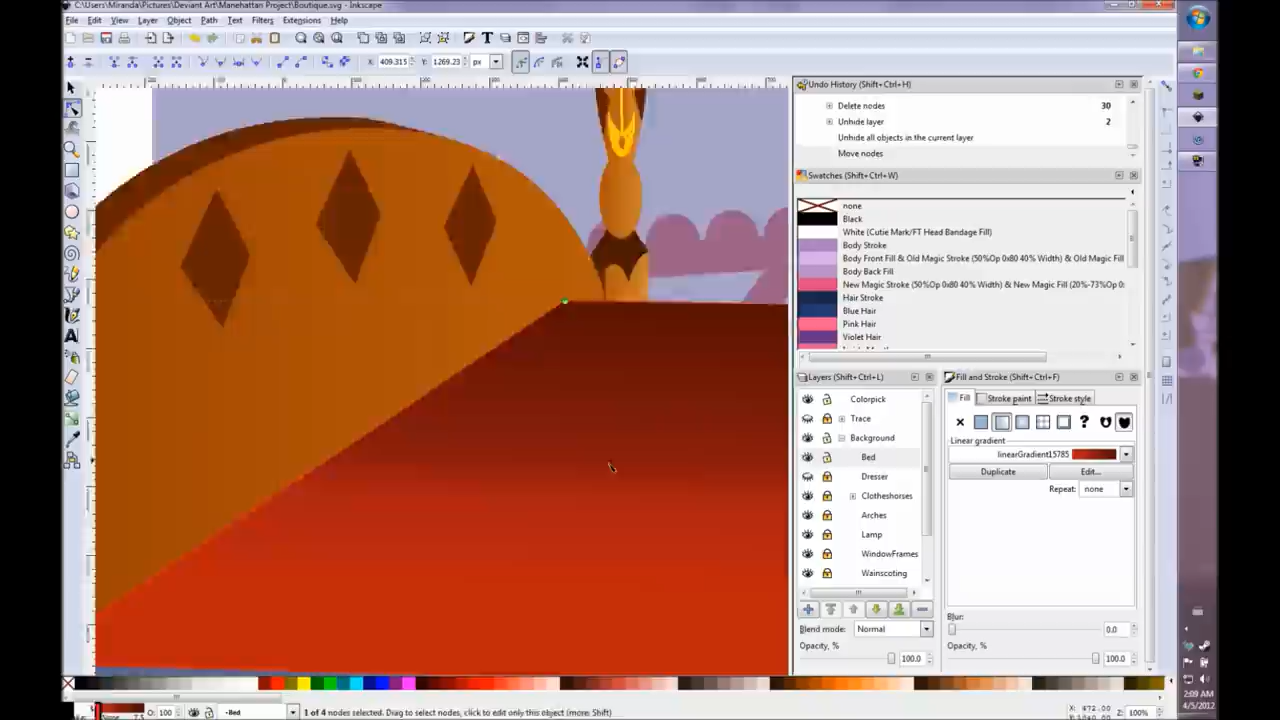 C:\Users\Miranda\Pictures\Deviant Art\Manehattan Project\Boutique.svg - Inkscape
File Edit View Layer Object Path Text Filters Extensions Help
X: 409.315 Y: 1269.23 px
Undo History (Shift+Ctrl+H)
Delete nodes 30
Unhide layer 2
Unhide all objects in the current layer
Move nodes
Swatches (Shift+Ctrl+W)
none
Black
White (Cutie Mark/FT Head Bandage Fill)
Body Stroke
Body Front Fill & Old Magic Stroke (50%Op 0x80 40% Width) & Old Magic Fill
Body Back Fill
New Magic Stroke (50%Op 0x80 40% Width) & New Magic Fill (20%-73%Op 0:
Hair Stroke
Blue Hair
Pink Hair
Violet Hair
Layers (Shift+Ctrl+L)
Colorpick
Trace
Background
Bed
Dresser
Clotheshorses
Arches
Lamp
WindowFrames
Wainscoting
Blend mode: Normal
Opacity, % 100.0
Fill and Stroke (Shift+Ctrl+F)
Fill Stroke paint Stroke style
?
Linear gradient
linearGradient15785
Duplicate Edit...
Repeat: none
Blur:
0.0
Opacity, %
100.0
O: 100 -Bed 1 of 4 nodes selected. Drag to select nodes, click to edit only this object (more: Shift) X: 472.00 Z: 100%
2:09 AM
4/5/2012